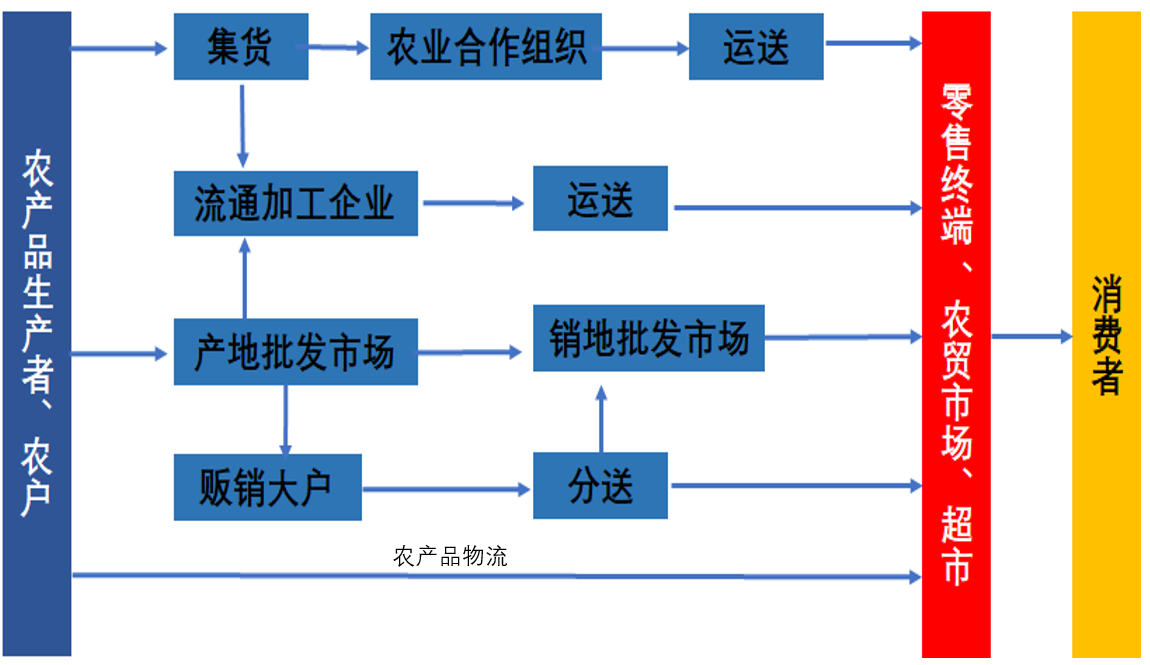 农产品生产者、农户
集货
农业合作组织
运送
流通加工企业
运送
产地批发市场
销地批发市场
贩销大户
分送
农产品物流
零售终端、农贸市场、超市
消费者